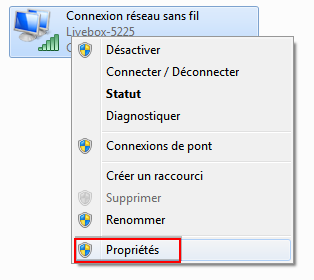 Connexion réseau sans fil
Livebox-5225
Désactiver
Connecter / Déconnecter
Statut
Diagnostiquer
Connexions de pont
Créer un raccourci
Supprimer
Renommer
Propriétés